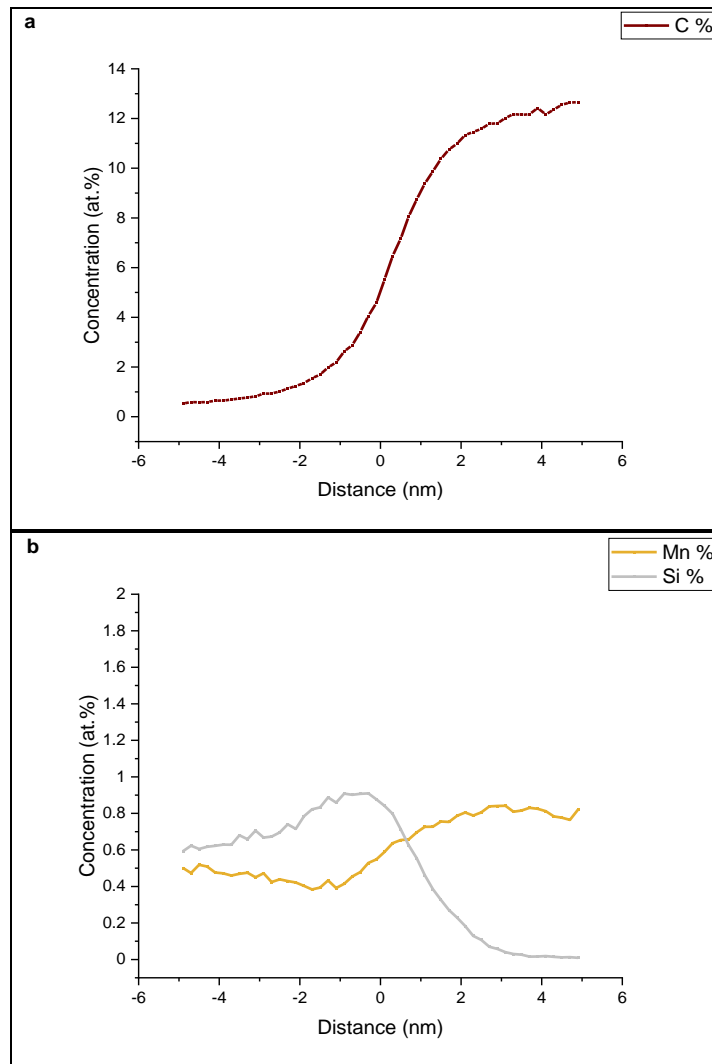 a
C %
14
12
10
8
6
4
2
0
Concentration (at.%)
-6 -4 -2 0 2 4 6
Distance (nm)
b
Mn %
Si %
2
1.8
1.6
1.4
1.2
1
0.8
0.6
0.4
0.2
0
Concentration (at.%)
-6 -4 -2 0 2 4 6
Distance (nm)